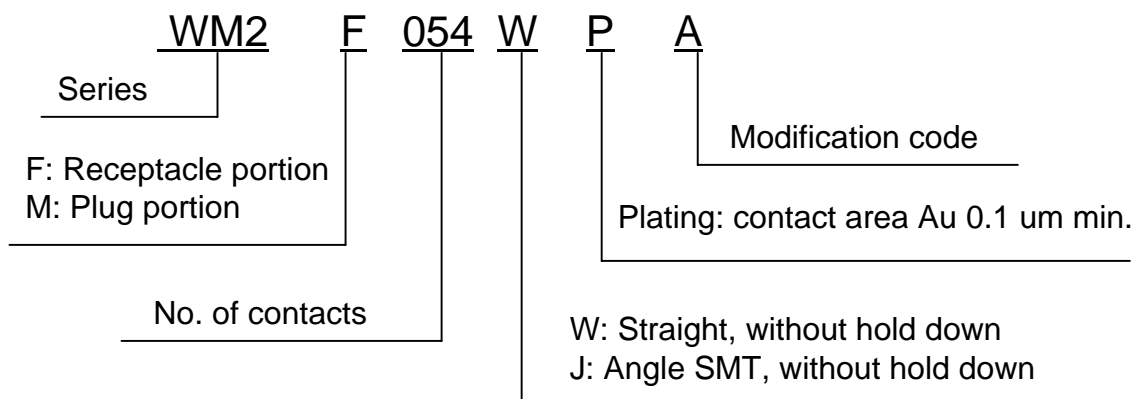 WM2 F 054 W P A
Series
Modification code
F: Receptacle portion
M: Plug portion
Plating: contact area Au 0.1 um min.
No. of contacts
W: Straight, without hold down
J: Angle SMT, without hold down